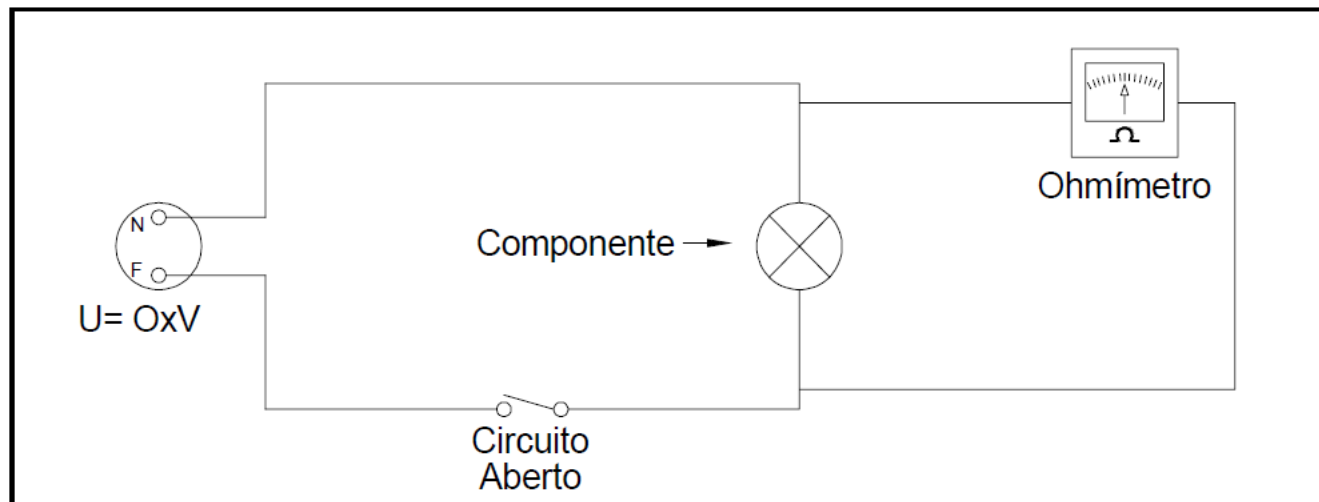 N
F
U= OxV
Componente
Ω
Ohmímetro
Circuito
Aberto